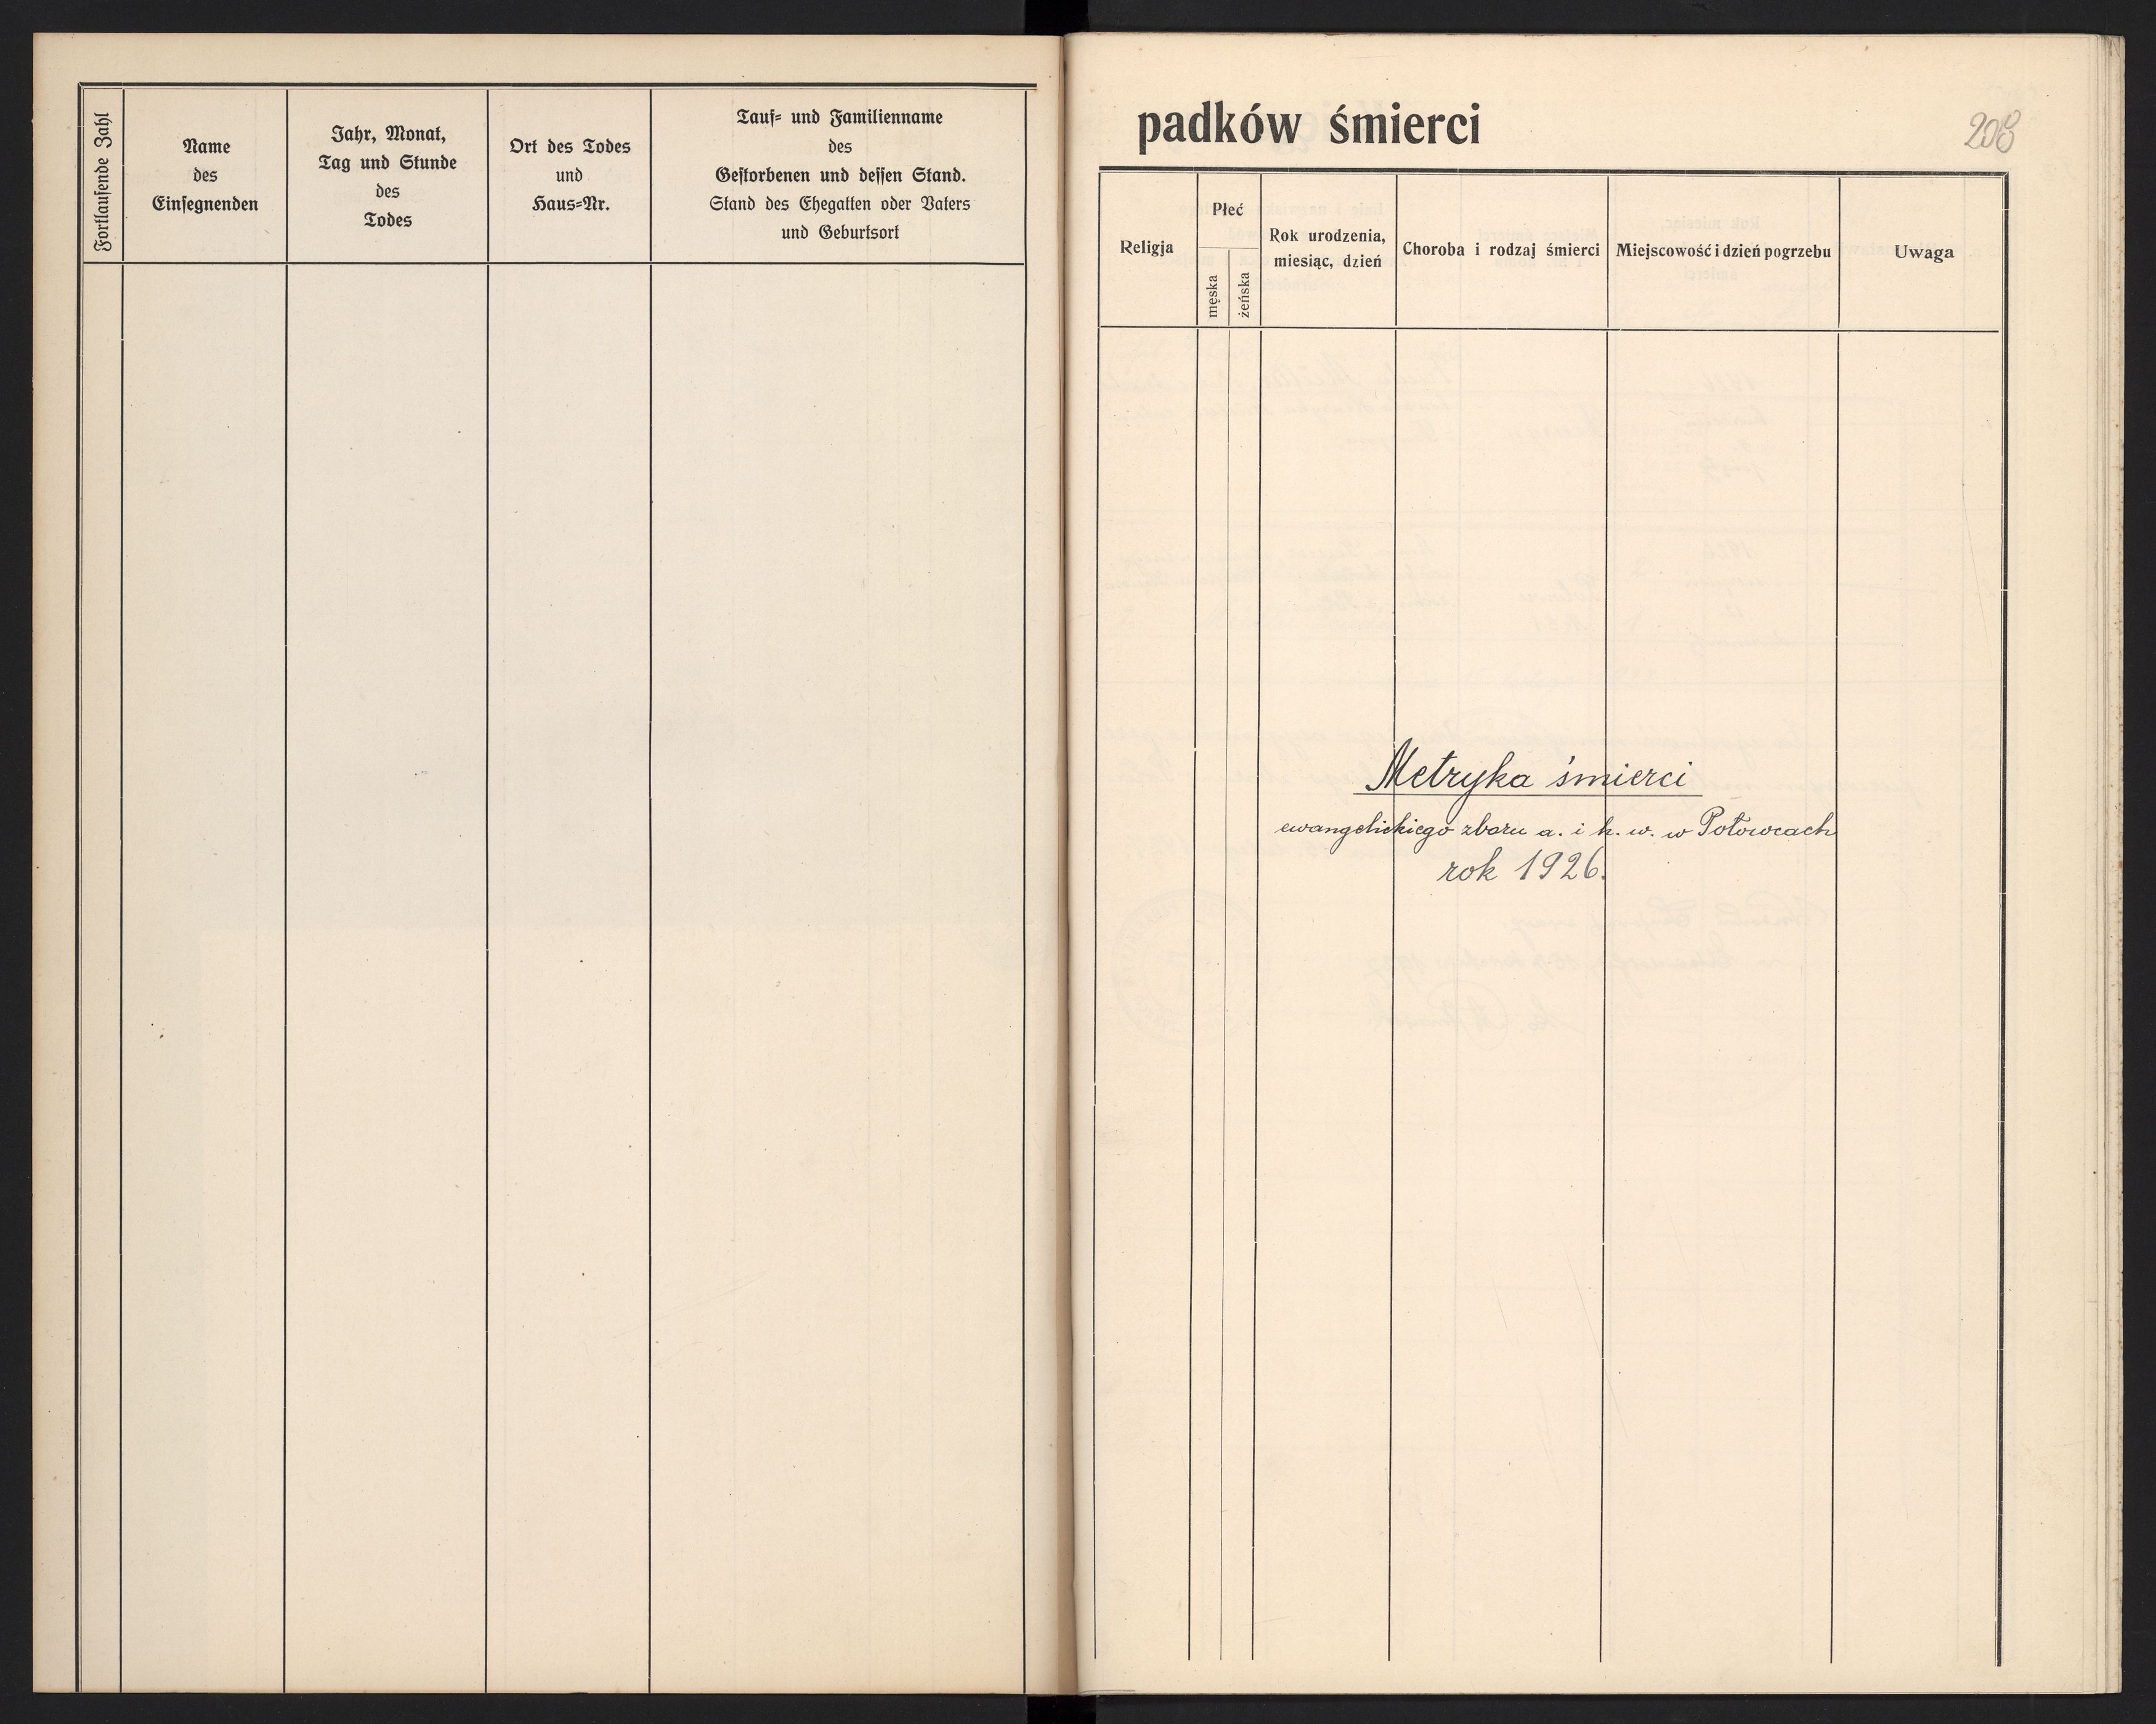 Fortlaufende Zahl
Name
des
Einsegnenden
Jahr, Monat,
Tag und Stunde
des
Todes
Ort des Todes
und
Haus-Nr.
Tauf- und Familienname
des
Gestorbenen und dessen Stand.
Stand des Ehegatten oder Vaters
und Geburtsort
padków śmierci
208
Religja
Płeć
męska
żeńska
Rok urodzenia,
miesiąc, dzień
Choroba i rodzaj śmierci
Miejscowość i dzień pogrzebu
Uwaga
Metryka śmierci
ewangelickiego zboru a. i h. w. w Polowcach
rok 1926.